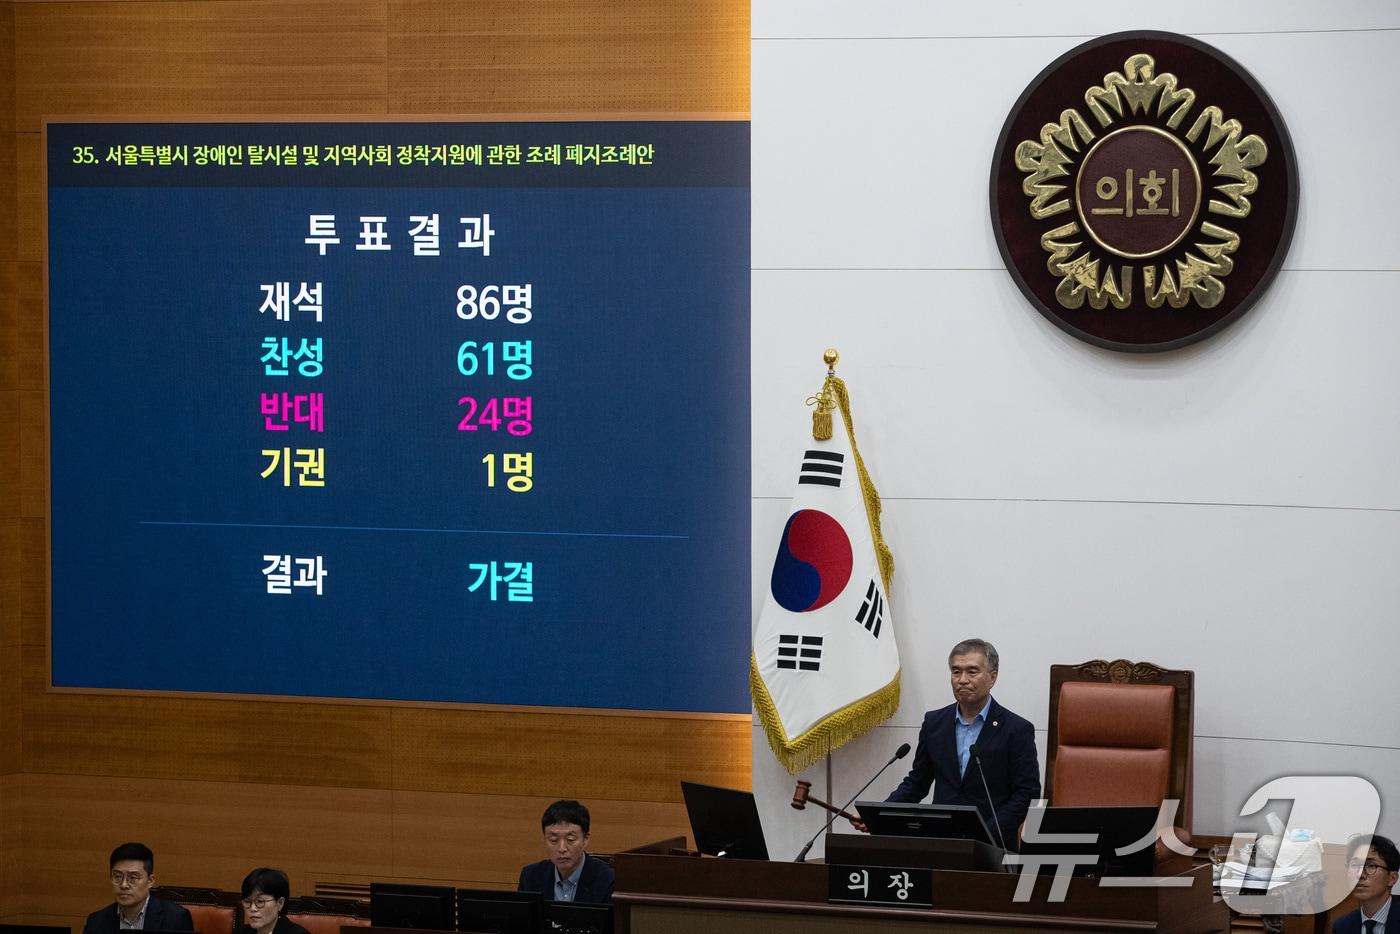 35. 서울특별시 장애인 탈시설 및 지역사회 정착지원에 관한 조례 폐지조례안
투표결과
재석 86명
찬성 61명
반대 24명
기권 1명
결과 가결
의회
의장
뉴스1